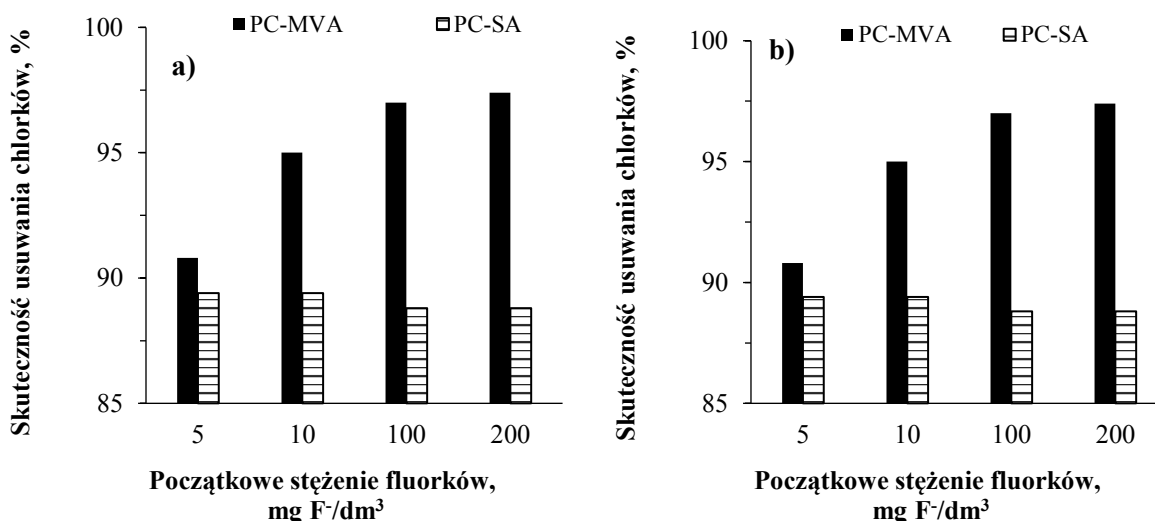 Skuteczność usuwania chlorków, %
100
95
90
85
PC-MVA PC-SA
a)
5 10 100 200
Początkowe stężenie fluorków,
mg F-/dm³
Skuteczność usuwania chlorków, %
100
95
90
85
PC-MVA PC-SA
b)
5 10 100 200
Początkowe stężenie fluorków,
mg F-/dm³